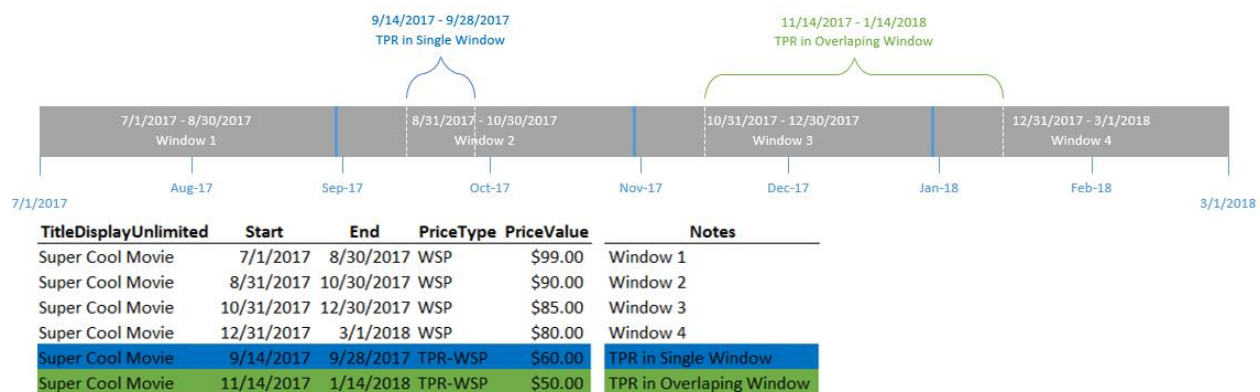 9/14/2017 - 9/28/2017
TPR in Single Window
11/14/2017 - 1/14/2018
TPR in Overlaping Window
7/1/2017 - 8/30/2017
Window 1
8/31/2017 - 10/30/2017
Window 2
10/31/2017 - 12/30/2017
Window 3
12/31/2017 - 3/1/2018
Window 4
Aug-17 Sep-17 Oct-17 Nov-17 Dec-17 Jan-18 Feb-18
7/1/2017 3/1/2018
TitleDisplayUnlimited Start End PriceType PriceValue Notes
Super Cool Movie 7/1/2017 8/30/2017 WSP $99.00 Window 1
Super Cool Movie 8/31/2017 10/30/2017 WSP $90.00 Window 2
Super Cool Movie 10/31/2017 12/30/2017 WSP $85.00 Window 3
Super Cool Movie 12/31/2017 3/1/2018 WSP $80.00 Window 4
Super Cool Movie 9/14/2017 9/28/2017 TPR-WSP $60.00 TPR in Single Window
Super Cool Movie 11/14/2017 1/14/2018 TPR-WSP $50.00 TPR in Overlaping Window